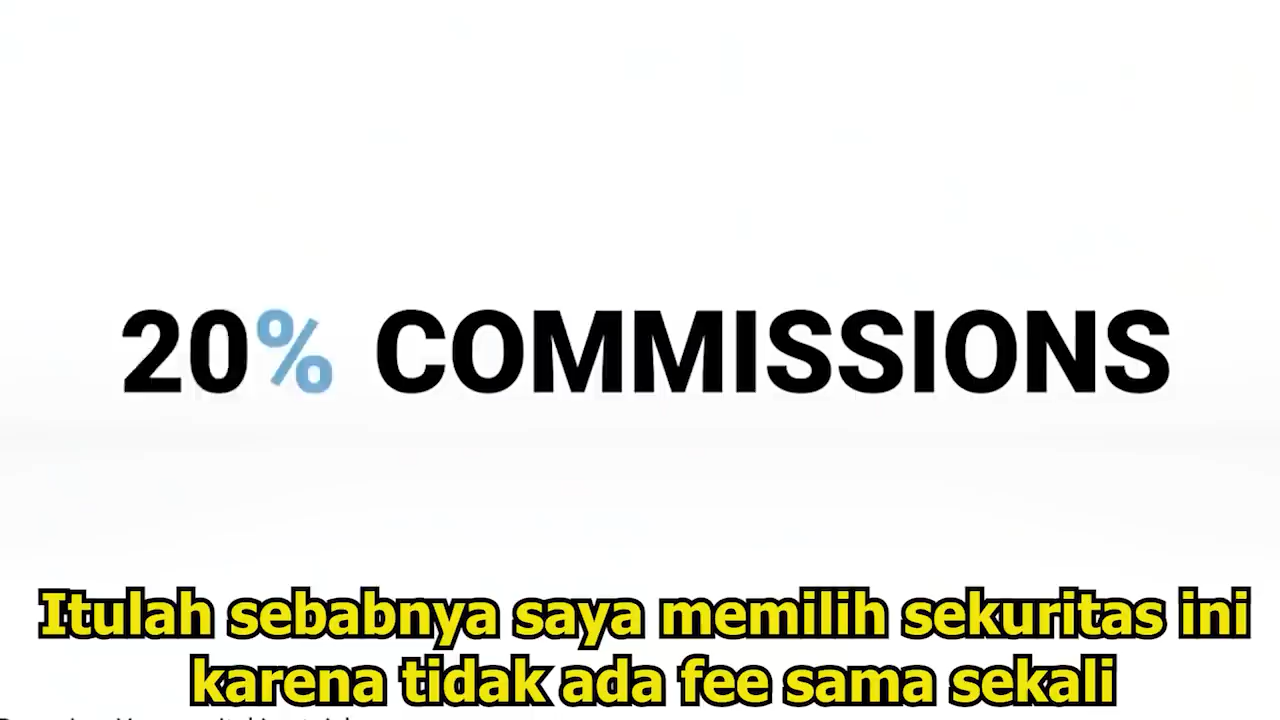 20% COMMISSIONS
Itulah sebabnya saya memilih sekuritas ini
karena tidak ada fee sama sekali